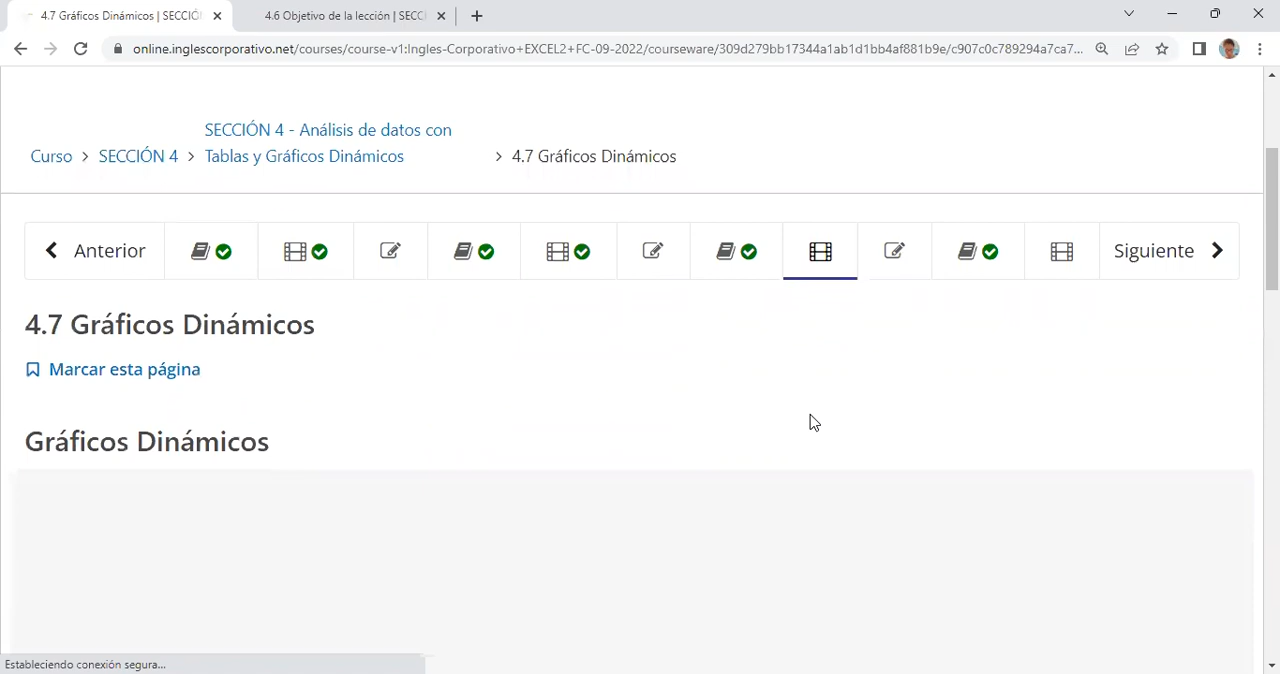 4.7 Gráficos Dinámicos | SECCIÓN
4.6 Objetivo de la lección | SECC
online.inglescorporativo.net/courses/course-v1:Ingles-Corporativo+EXCEL2+FC-09-2022/courseware/309d279bb17344a1ab1d1bb4af881b9e/c907c0c789294a7ca7...
SECCIÓN 4 - Análisis de datos con
Curso > SECCIÓN 4 > Tablas y Gráficos Dinámicos > 4.7 Gráficos Dinámicos
Anterior
Siguiente
4.7 Gráficos Dinámicos
Marcar esta página
Gráficos Dinámicos
Estableciendo conexión segura...